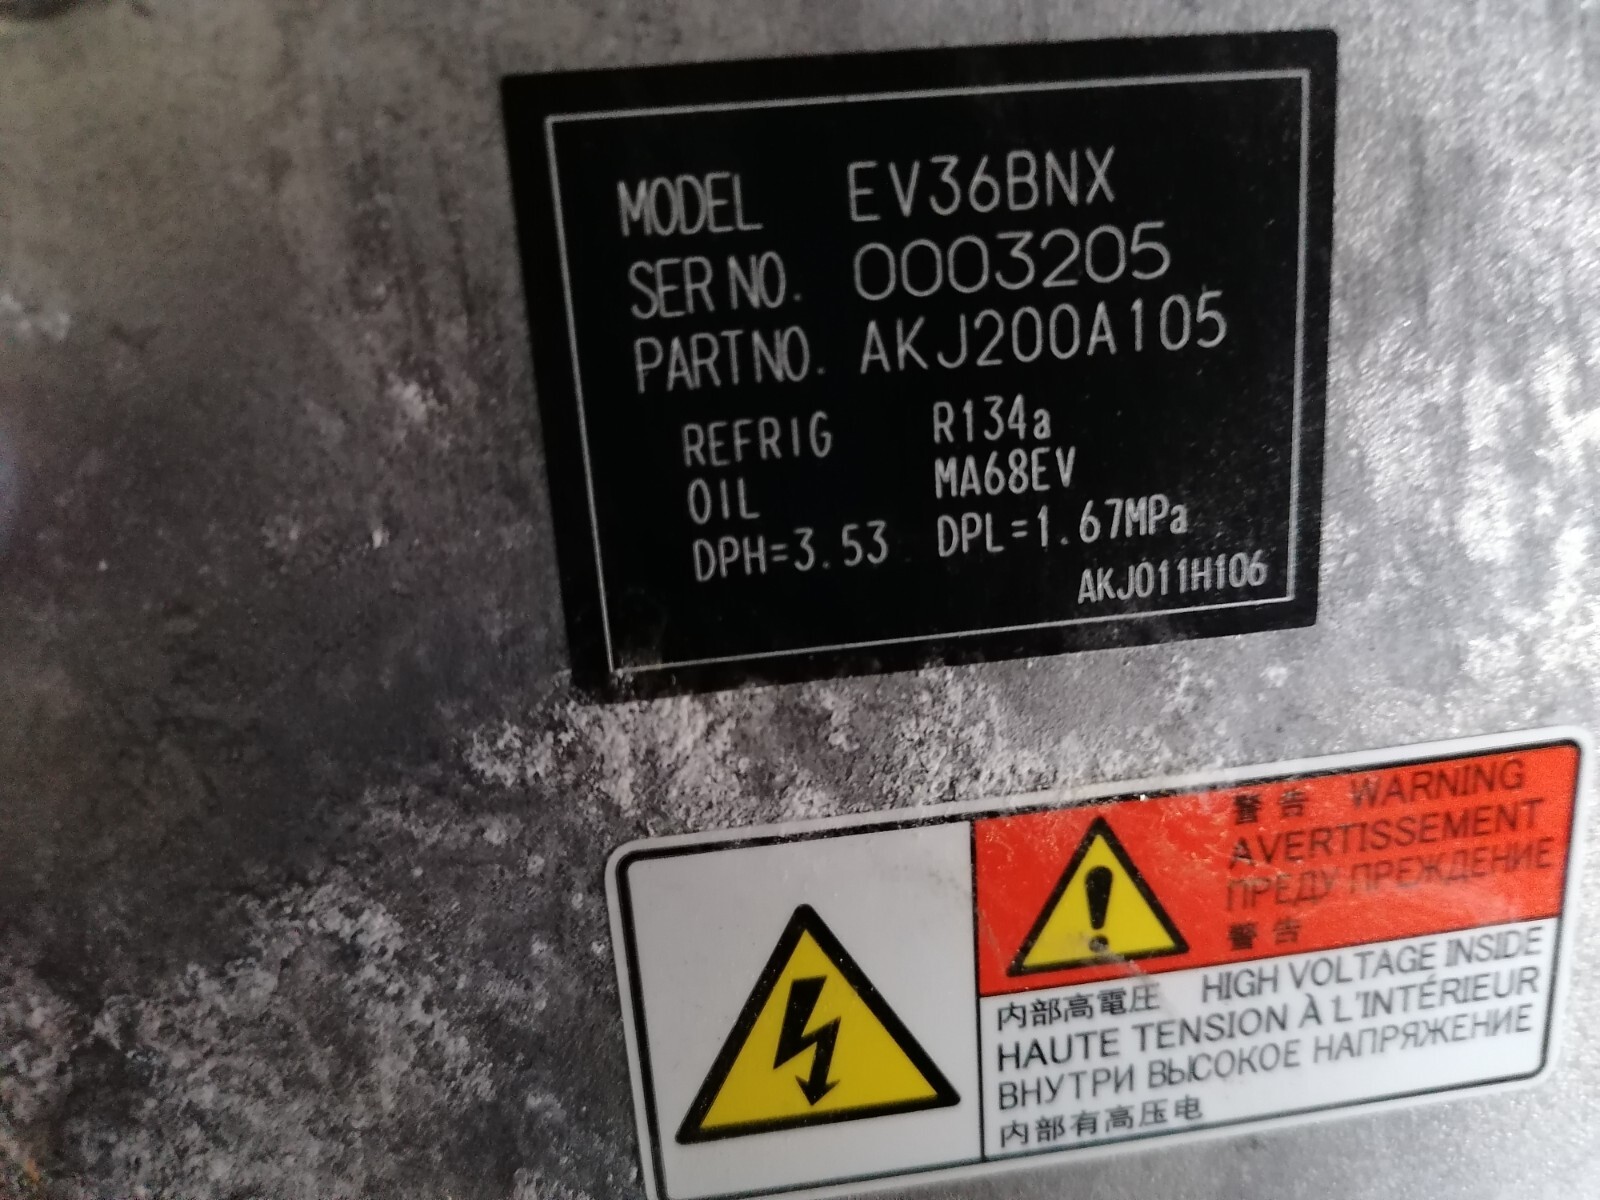 MODEL EV36BNX
SER NO. 0003205
PART NO. AKJ200A105
REFRIG R134a
OIL MA68EV
DPH=3.53 DPL=1.67MPa
AKJ011H106
警告 WARNING
AVERTISSEMENT
ПРЕДУПРЕЖДЕНИЕ
警告
内部高電圧 HIGH VOLTAGE INSIDE
HAUTE TENSION À L'INTÉRIEUR
ВНУТРИ ВЫСОКОЕ НАПРЯЖЕНИЕ
内部有高压电